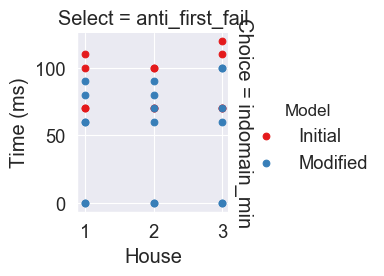 Select = anti_first_fail
Choice = indomain_min
Time (ms)
100
50
0
1 2 3
House
Model
Initial
Modified